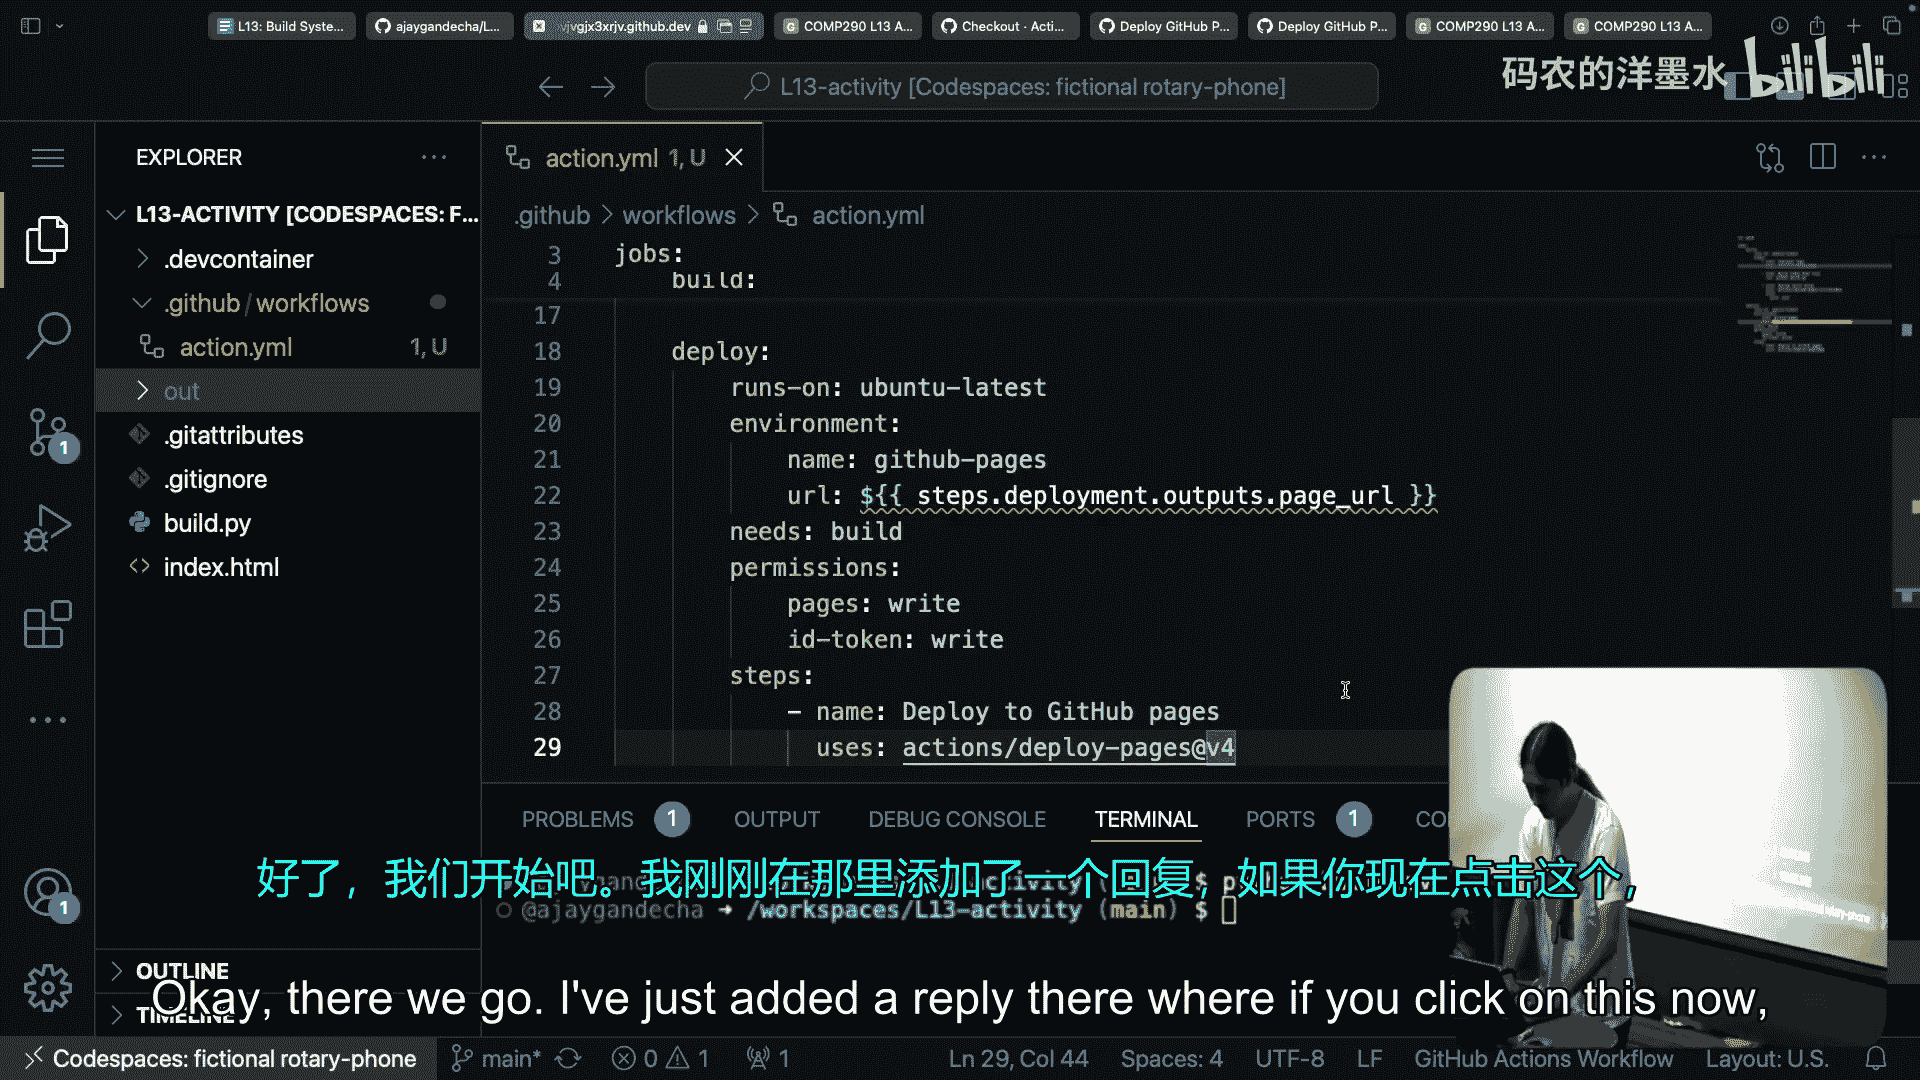 L13: Build Syste...
ajaygandecha/L...
vjvgjx3xrjv.github.dev
COMP290 L13 A...
Checkout · Acti...
Deploy GitHub P...
Deploy GitHub P...
COMP290 L13 A...
COMP290 L13 A...
L13-activity [Codespaces: fictional rotary-phone]
码农的洋墨水 bilibili
EXPLORER
L13-ACTIVITY [CODESPACES: F...
.devcontainer
.github / workflows
action.yml 1, U
out
.gitattributes
.gitignore
build.py
index.html
OUTLINE
TIMELINE
action.yml 1, U
.github > workflows > action.yml
3 jobs:
4 build:
17
18 deploy:
19 runs-on: ubuntu-latest
20 environment:
21 name: github-pages
22 url: ${{ steps.deployment.outputs.page_url }}
23 needs: build
24 permissions:
25 pages: write
26 id-token: write
27 steps:
28 - name: Deploy to GitHub pages
29 uses: actions/deploy-pages@v4
PROBLEMS 1 OUTPUT DEBUG CONSOLE TERMINAL PORTS 1
好了，我们开始吧。我刚刚在那里添加了一个回复，如果你现在点击这个，
@ajaygandecha → /workspaces/L13-activity (main) $
Okay, there we go. I've just added a reply there where if you click on this now,
Codespaces: fictional rotary-phone main* 0 1 1 Ln 29, Col 44 Spaces: 4 UTF-8 LF GitHub Actions Workflow Layout: U.S.